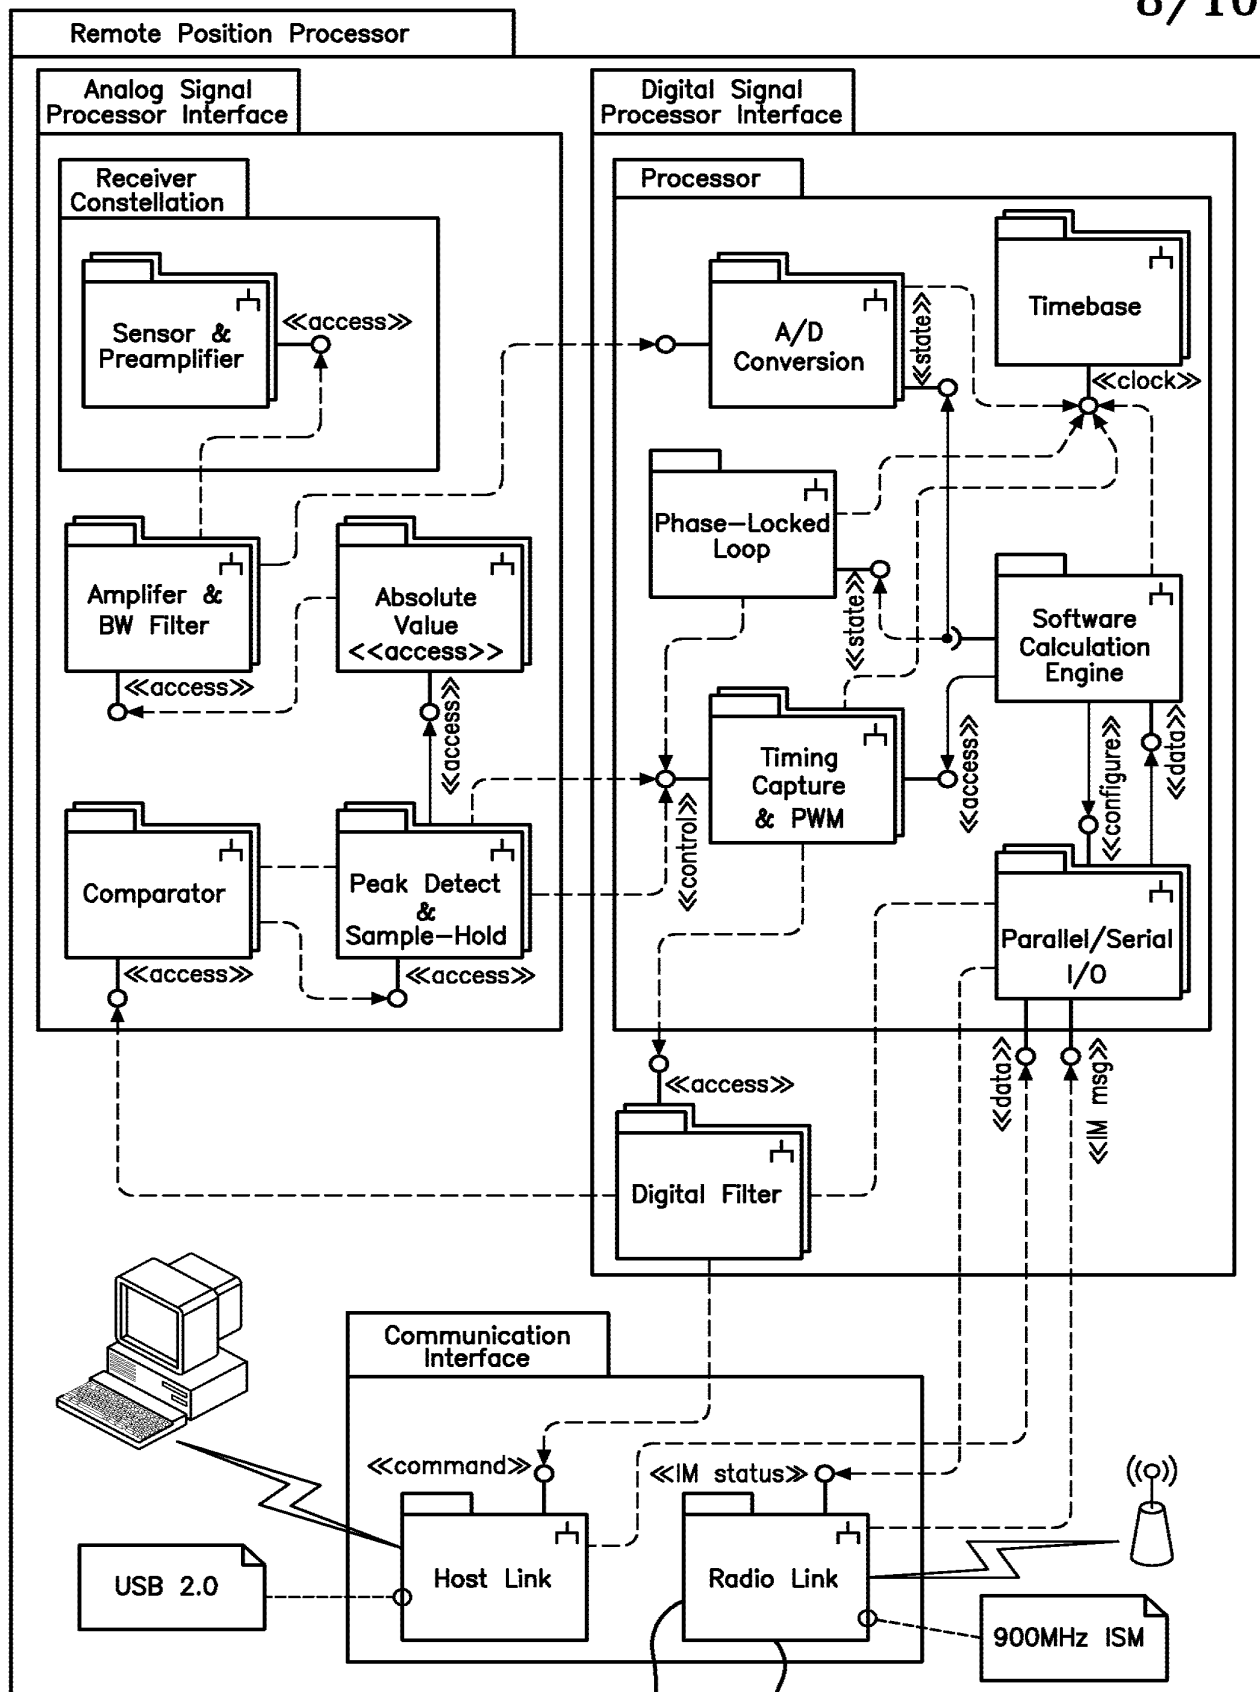 8/10
Remote Position Processor
Analog Signal
Processor Interface
Receiver
Constellation
Sensor &
Preamplifier
<<access>>
Amplifer &
BW Filter
<<access>>
Absolute
Value
<<access>>
<<access>>
Comparator
<<access>>
Peak Detect
&
Sample-Hold
<<access>>
Digital Signal
Processor Interface
Processor
A/D
Conversion
<<state>>
Timebase
<<clock>>
Phase-Locked
Loop
<<state>>
Software
Calculation
Engine
<<configure>>
<<data>>
Timing
Capture
& PWM
<<control>>
<<access>>
Parallel/Serial
I/O
<<data>>
<<IM msg>>
<<access>>
Digital Filter
Communication
Interface
<<command>>
Host Link
<<IM status>>
Radio Link
USB 2.0
900MHz ISM